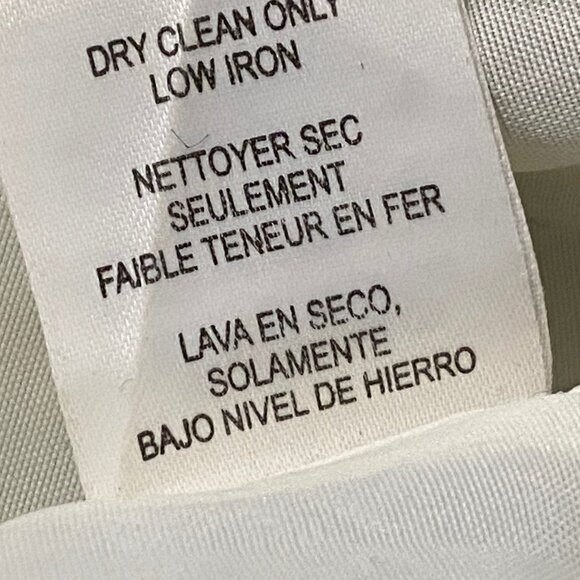 DRY CLEAN ONLY
LOW IRON
NETTOYER SEC
SEULEMENT
FAIBLE TENEUR EN FER
LAVA EN SECO,
SOLAMENTE
BAJO NIVEL DE HIERRO